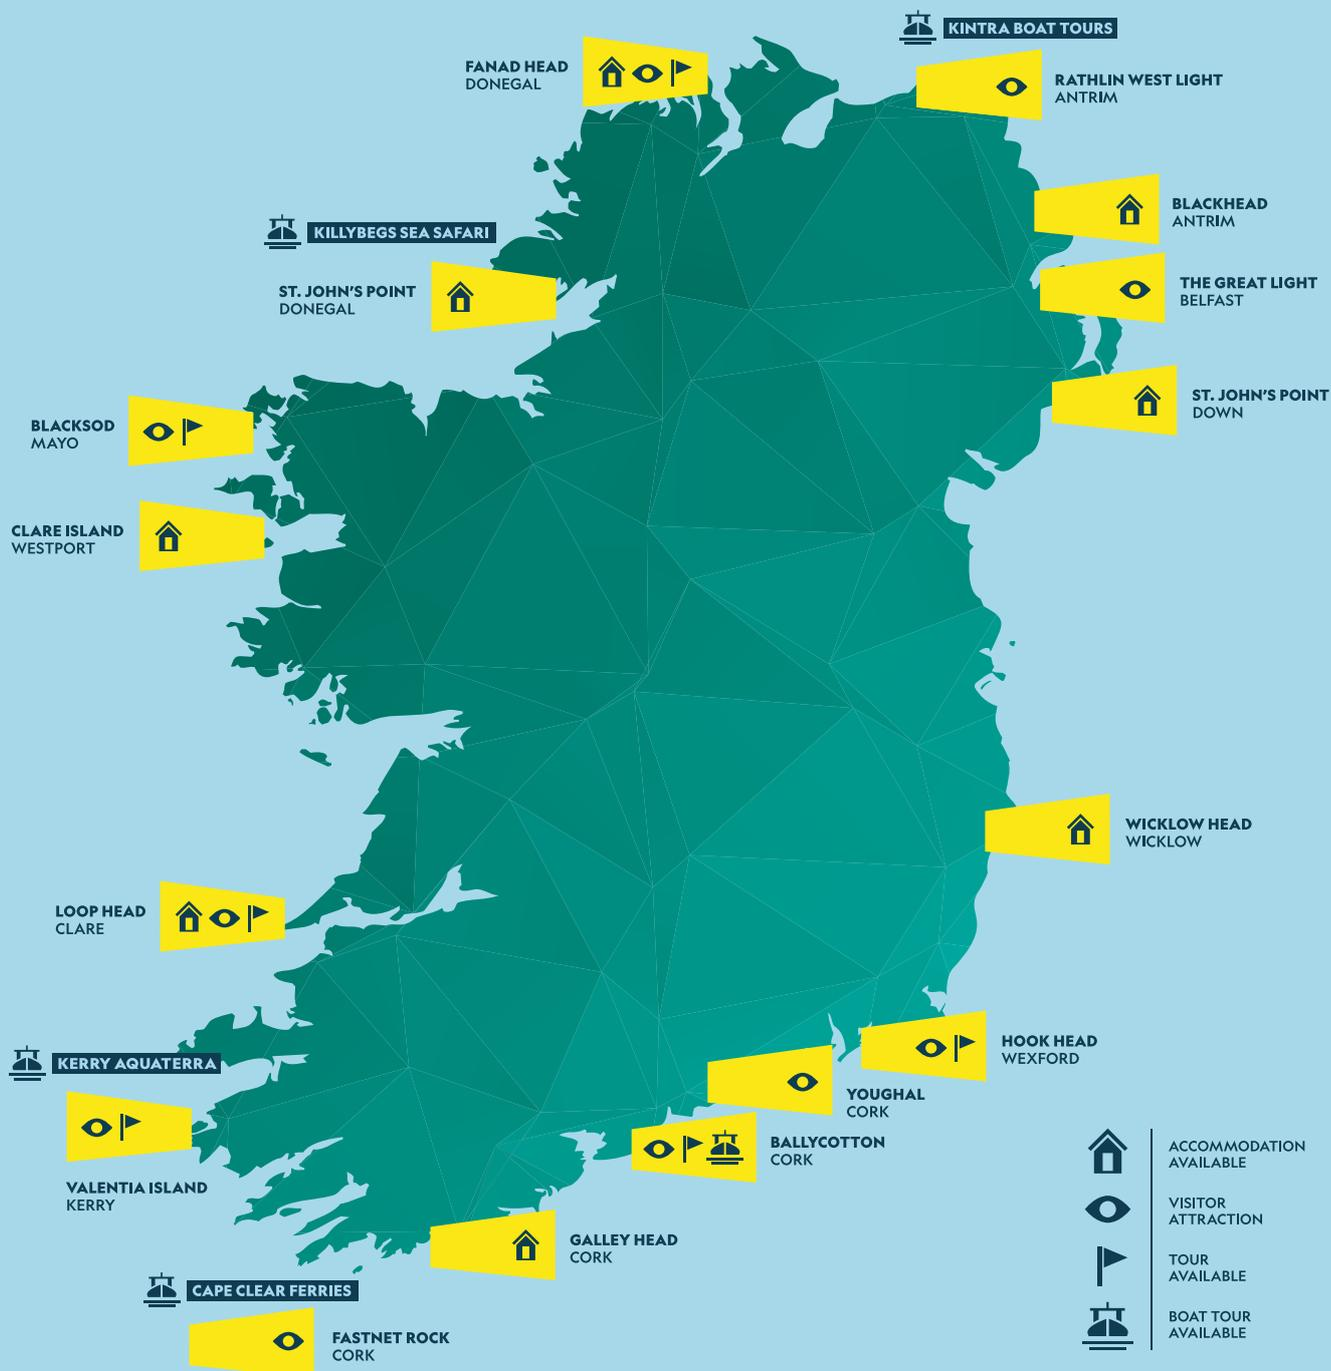 KINTRA BOAT TOURS
FANAD HEAD
DONEGAL
RATHLIN WEST LIGHT
ANTRIM
BLACKHEAD
ANTRIM
KILLYBEGS SEA SAFARI
ST. JOHN'S POINT
DONEGAL
THE GREAT LIGHT
BELFAST
ST. JOHN'S POINT
DOWN
BLACKSOD
MAYO
CLARE ISLAND
WESTPORT
WICKLOW HEAD
WICKLOW
LOOP HEAD
CLARE
HOOK HEAD
WEXFORD
KERRY AQUATERRA
YOUGHAL
CORK
BALLYCOTTON
CORK
VALENTIA ISLAND
KERRY
GALLEY HEAD
CORK
CAPE CLEAR FERRIES
FASTNET ROCK
CORK
ACCOMMODATION
AVAILABLE
VISITOR
ATTRACTION
TOUR
AVAILABLE
BOAT TOUR
AVAILABLE